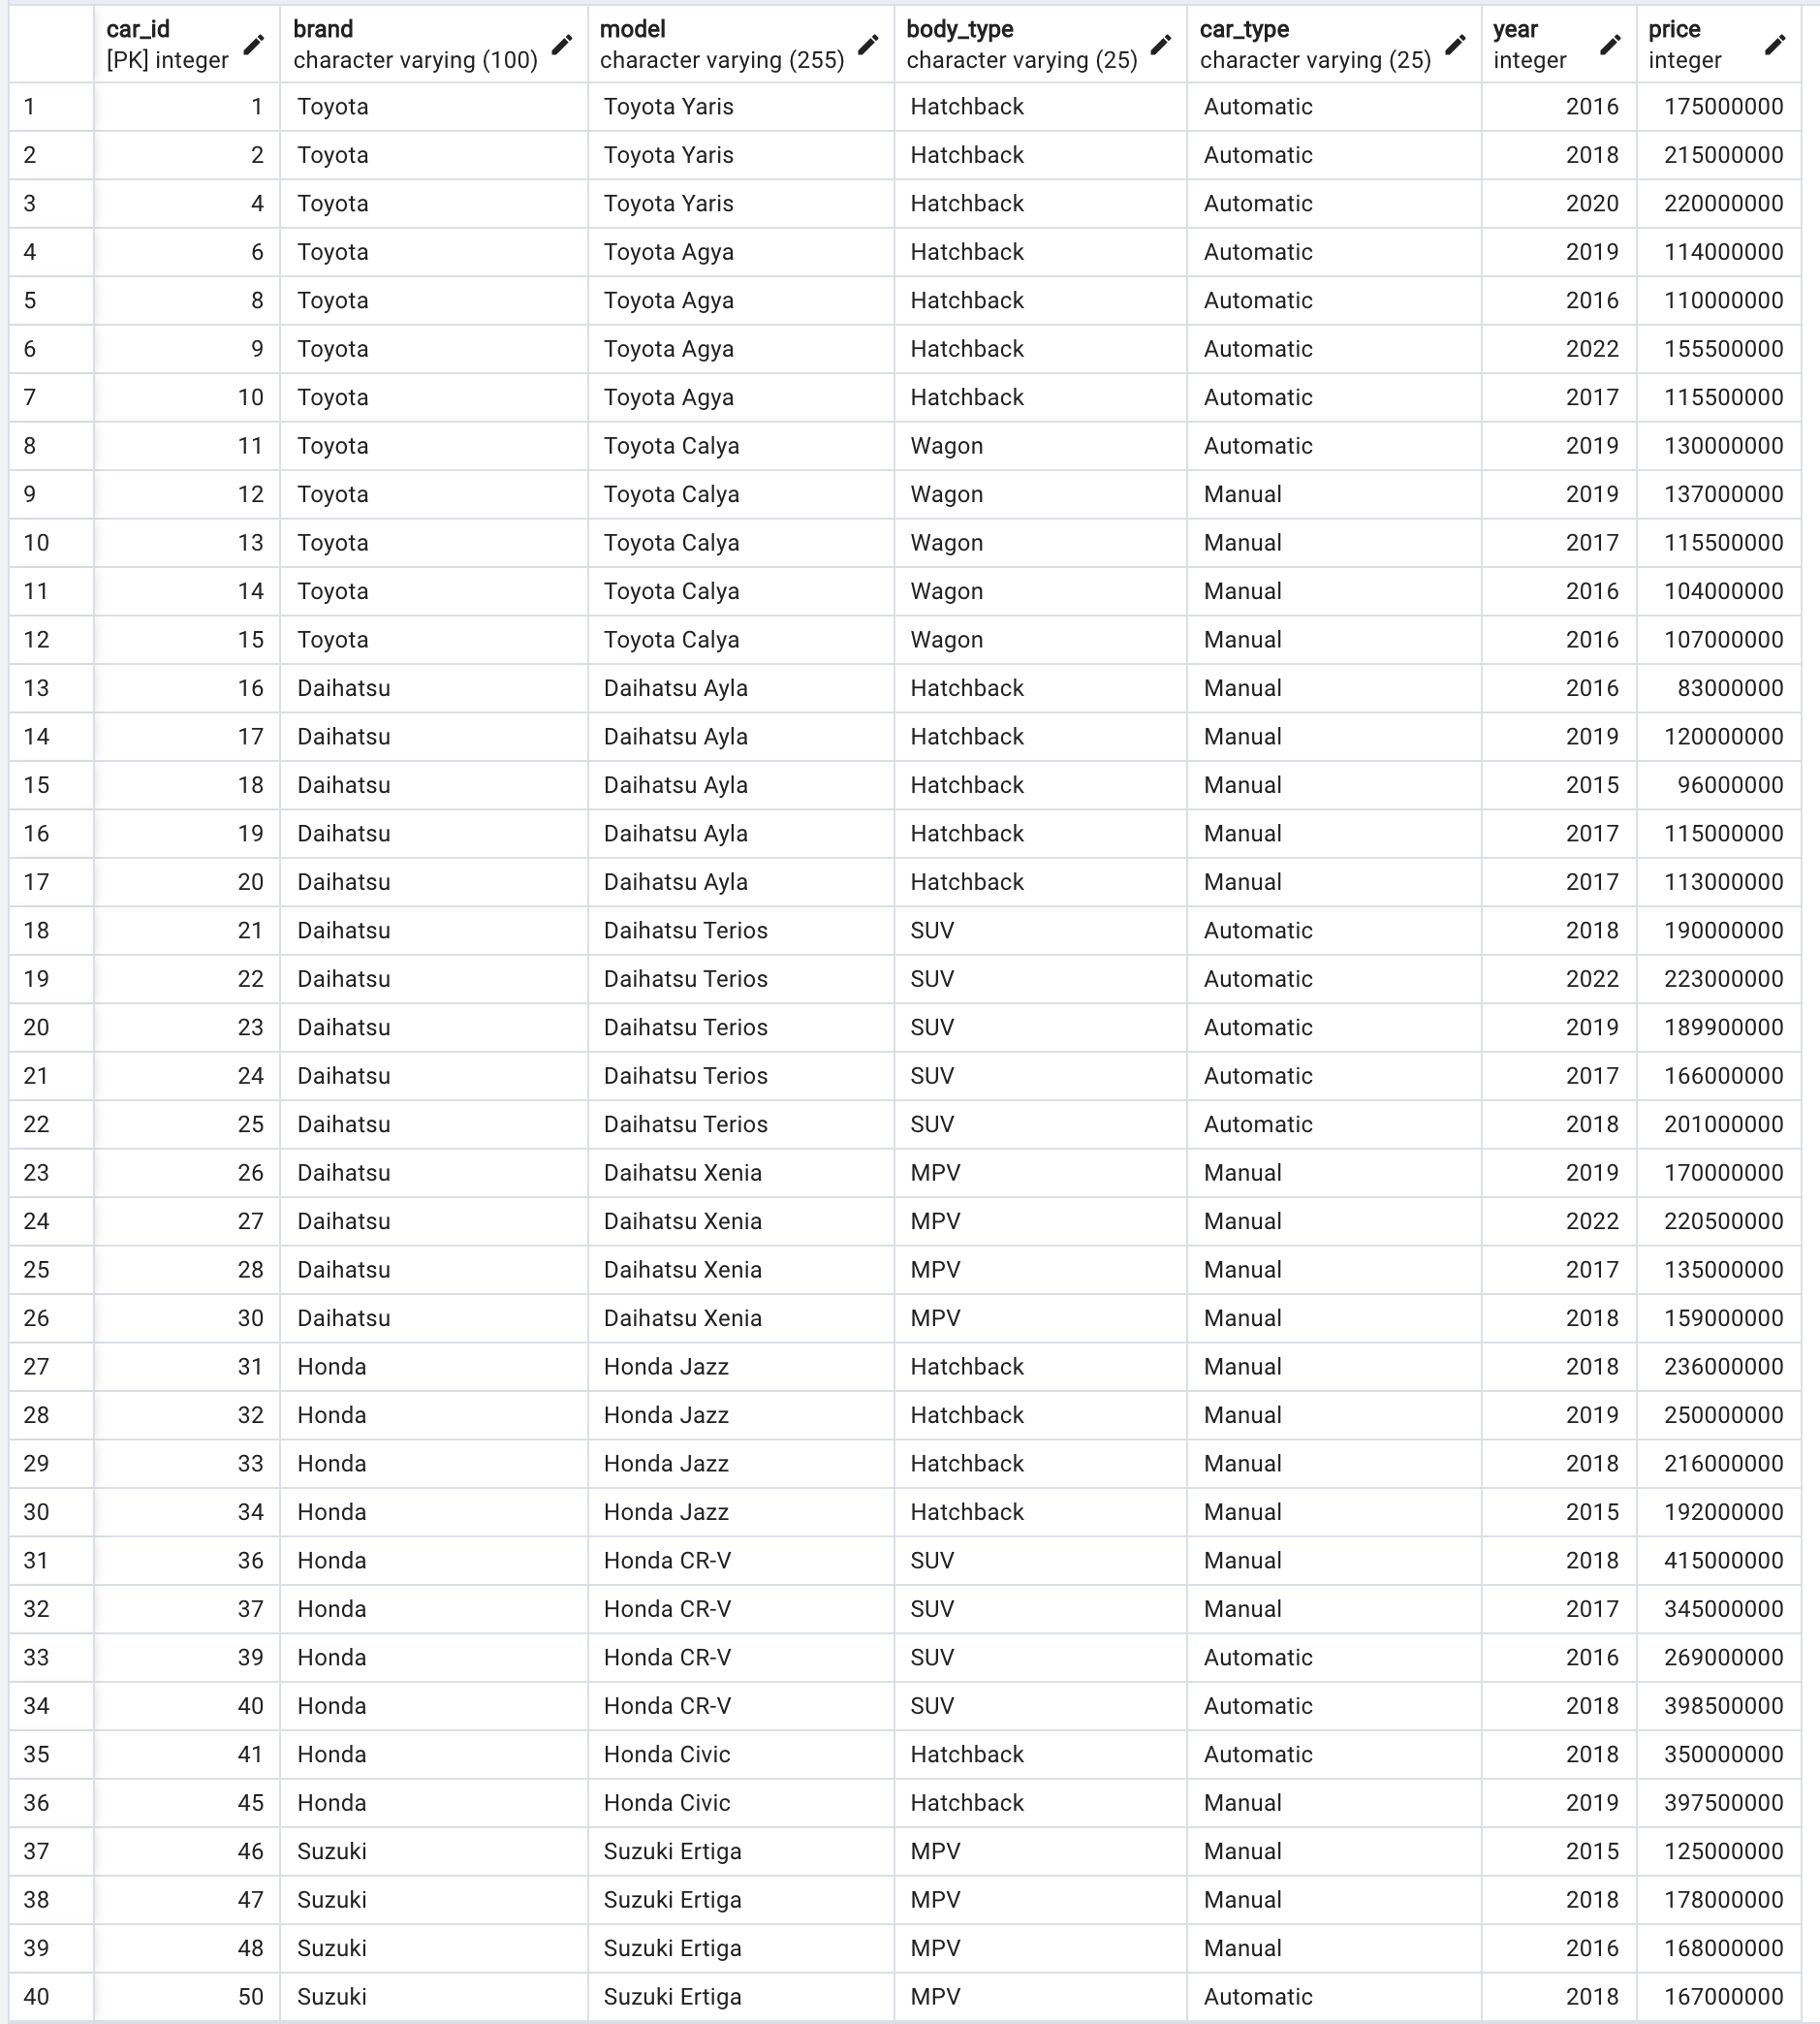 car_id brand model body_type car_type year price
[PK] integer character varying (100) character varying (255) character varying (25) character varying (25) integer integer
1 1 Toyota Toyota Yaris Hatchback Automatic 2016 175000000
2 2 Toyota Toyota Yaris Hatchback Automatic 2018 215000000
3 4 Toyota Toyota Yaris Hatchback Automatic 2020 220000000
4 6 Toyota Toyota Agya Hatchback Automatic 2019 114000000
5 8 Toyota Toyota Agya Hatchback Automatic 2016 110000000
6 9 Toyota Toyota Agya Hatchback Automatic 2022 155500000
7 10 Toyota Toyota Agya Hatchback Automatic 2017 115500000
8 11 Toyota Toyota Calya Wagon Automatic 2019 130000000
9 12 Toyota Toyota Calya Wagon Manual 2019 137000000
10 13 Toyota Toyota Calya Wagon Manual 2017 115500000
11 14 Toyota Toyota Calya Wagon Manual 2016 104000000
12 15 Toyota Toyota Calya Wagon Manual 2016 107000000
13 16 Daihatsu Daihatsu Ayla Hatchback Manual 2016 83000000
14 17 Daihatsu Daihatsu Ayla Hatchback Manual 2019 120000000
15 18 Daihatsu Daihatsu Ayla Hatchback Manual 2015 96000000
16 19 Daihatsu Daihatsu Ayla Hatchback Manual 2017 115000000
17 20 Daihatsu Daihatsu Ayla Hatchback Manual 2017 113000000
18 21 Daihatsu Daihatsu Terios SUV Automatic 2018 190000000
19 22 Daihatsu Daihatsu Terios SUV Automatic 2022 223000000
20 23 Daihatsu Daihatsu Terios SUV Automatic 2019 189900000
21 24 Daihatsu Daihatsu Terios SUV Automatic 2017 166000000
22 25 Daihatsu Daihatsu Terios SUV Automatic 2018 201000000
23 26 Daihatsu Daihatsu Xenia MPV Manual 2019 170000000
24 27 Daihatsu Daihatsu Xenia MPV Manual 2022 220500000
25 28 Daihatsu Daihatsu Xenia MPV Manual 2017 135000000
26 30 Daihatsu Daihatsu Xenia MPV Manual 2018 159000000
27 31 Honda Honda Jazz Hatchback Manual 2018 236000000
28 32 Honda Honda Jazz Hatchback Manual 2019 250000000
29 33 Honda Honda Jazz Hatchback Manual 2018 216000000
30 34 Honda Honda Jazz Hatchback Manual 2015 192000000
31 36 Honda Honda CR-V SUV Manual 2018 415000000
32 37 Honda Honda CR-V SUV Manual 2017 345000000
33 39 Honda Honda CR-V SUV Automatic 2016 269000000
34 40 Honda Honda CR-V SUV Automatic 2018 398500000
35 41 Honda Honda Civic Hatchback Automatic 2018 350000000
36 45 Honda Honda Civic Hatchback Manual 2019 397500000
37 46 Suzuki Suzuki Ertiga MPV Manual 2015 125000000
38 47 Suzuki Suzuki Ertiga MPV Manual 2018 178000000
39 48 Suzuki Suzuki Ertiga MPV Manual 2016 168000000
40 50 Suzuki Suzuki Ertiga MPV Automatic 2018 167000000